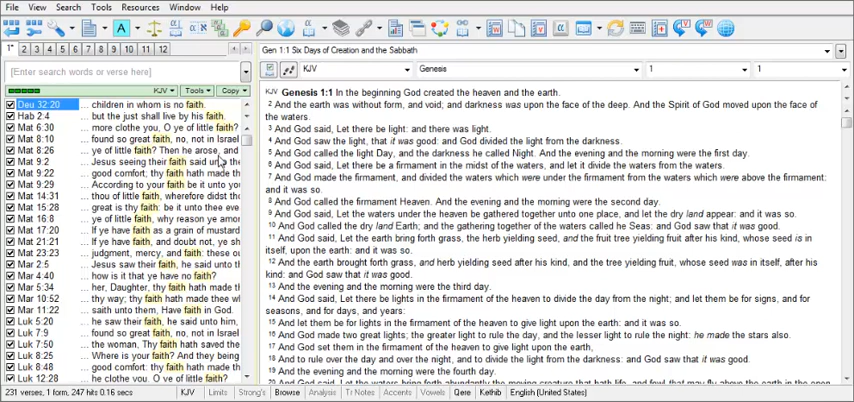 File View Search Tools Resources Window Help
1* 2 3 4 5 6 7 8 9 10 11 12
[Enter search words or verse here]
KJV Tools Copy
Deu 32:20 ... children in whom is no faith.
Hab 2:4 ... but the just shall live by his faith.
Mat 6:30 ... more clothe you, O ye of little faith?
Mat 8:10 ... found so great faith, no, not in Israel
Mat 8:26 ... ye of little faith? Then he arose, and
Mat 9:2 ... Jesus seeing their faith said unto the
Mat 9:22 ... good comfort; thy faith hath made
Mat 9:29 ... According to your faith be it unto you
Mat 14:31 ... thou of little faith, wherefore didst
Mat 15:28 ... great is thy faith: be it unto thee
Mat 16:8 ... ye of little faith, why reason ye
Mat 17:20 ... If ye have faith as a grain of mustard
Mat 21:21 ... If ye have faith, and doubt not, ye
Mat 23:23 ... judgment, mercy, and faith: these
Mar 2:5 ... Jesus saw their faith, he said unto
Mar 4:40 ... how is it that ye have no faith?
Mar 5:34 ... her, Daughter, thy faith hath made
Mar 10:52 ... thy way; thy faith hath made thee
Mar 11:22 ... saith unto them, Have faith in God.
Luk 5:20 ... he saw their faith, he said unto him,
Luk 7:9 ... found so great faith, no, not in Israel
Luk 7:50 ... the woman, Thy faith hath saved
Luk 8:25 ... Where is your faith? And they being
Luk 8:48 ... good comfort: thy faith hath made
Luk 12:28 ... he clothe you, O ye of little faith?
Gen 1:1 Six Days of Creation and the Sabbath
KJV Genesis 1 1
KJV Genesis 1:1 In the beginning God created the heaven and the earth.
2 And the earth was without form, and void; and darkness was upon the face of the deep. And the Spirit of God moved upon the face of
the waters.
3 And God said, Let there be light: and there was light.
4 And God saw the light, that it was good: and God divided the light from the darkness.
5 And God called the light Day, and the darkness he called Night. And the evening and the morning were the first day.
6 And God said, Let there be a firmament in the midst of the waters, and let it divide the waters from the waters.
7 And God made the firmament, and divided the waters which were under the firmament from the waters which were above the firmament:
and it was so.
8 And God called the firmament Heaven. And the evening and the morning were the second day.
9 And God said, Let the waters under the heaven be gathered together unto one place, and let the dry land appear: and it was so.
10 And God called the dry land Earth; and the gathering together of the waters called he Seas: and God saw that it was good.
11 And God said, Let the earth bring forth grass, the herb yielding seed, and the fruit tree yielding fruit after his kind, whose seed is in
itself, upon the earth: and it was so.
12 And the earth brought forth grass, and herb yielding seed after his kind, and the tree yielding fruit, whose seed was in itself, after his
kind: and God saw that it was good.
13 And the evening and the morning were the third day.
14 And God said, Let there be lights in the firmament of the heaven to divide the day from the night; and let them be for signs, and for
seasons, and for days, and years:
15 And let them be for lights in the firmament of the heaven to give light upon the earth: and it was so.
16 And God made two great lights; the greater light to rule the day, and the lesser light to rule the night: he made the stars also.
17 And God set them in the firmament of the heaven to give light upon the earth,
18 And to rule over the day and over the night, and to divide the light from the darkness: and God saw that it was good.
19 And the evening and the morning were the fourth day.
20 And God said, Let the waters bring forth abundantly the moving creature that hath life, and fowl that may fly above the earth in the open
231 verses, 1 form, 247 hits 0.16 secs KJV Limits Strong's Browse Analysis Tr Notes Accents Vowels Qere Kethib English (United States)